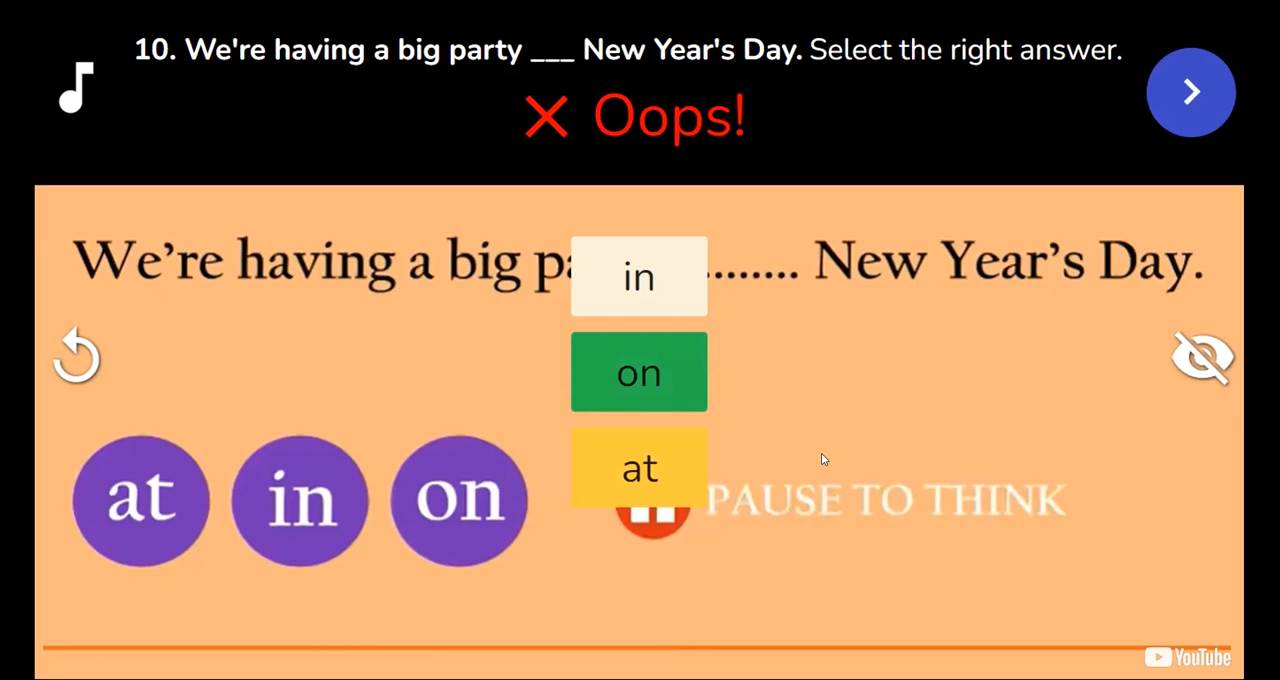 10. We're having a big party ___ New Year's Day. Select the right answer.
Oops!
We're having a big pa ........ New Year's Day.
in
on
at
at in on
PAUSE TO THINK
YouTube